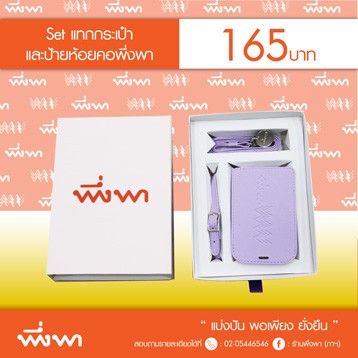 Set แทกกระเป๋า
และป้ายห้อยคอพึ่งพา
165บาท
พึ่งพา
พึ่งพา
“ แบ่งปัน พอเพียง ยั่งยืน ”
สอบถามรายละเอียดได้ที่ : 02-05446546 : ร้านพึ่งพา (ภาฯ)